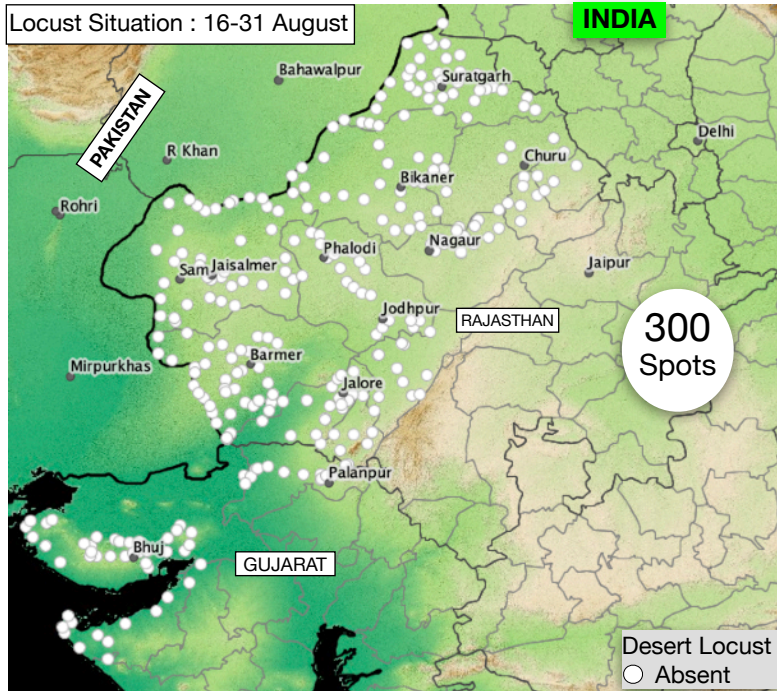 Locust Situation : 16-31 August
INDIA
Bahawalpur
Suratgarh
PAKISTAN
Delhi
R Khan
Churu
Bikaner
Rohri
Nagaur
Phalodi
Sam
Jaisalmer
Jaipur
Jodhpur
RAJASTHAN
300
Spots
Mirpurkhas
Barmer
Jalore
Palanpur
Bhuj
GUJARAT
Desert Locust
Absent